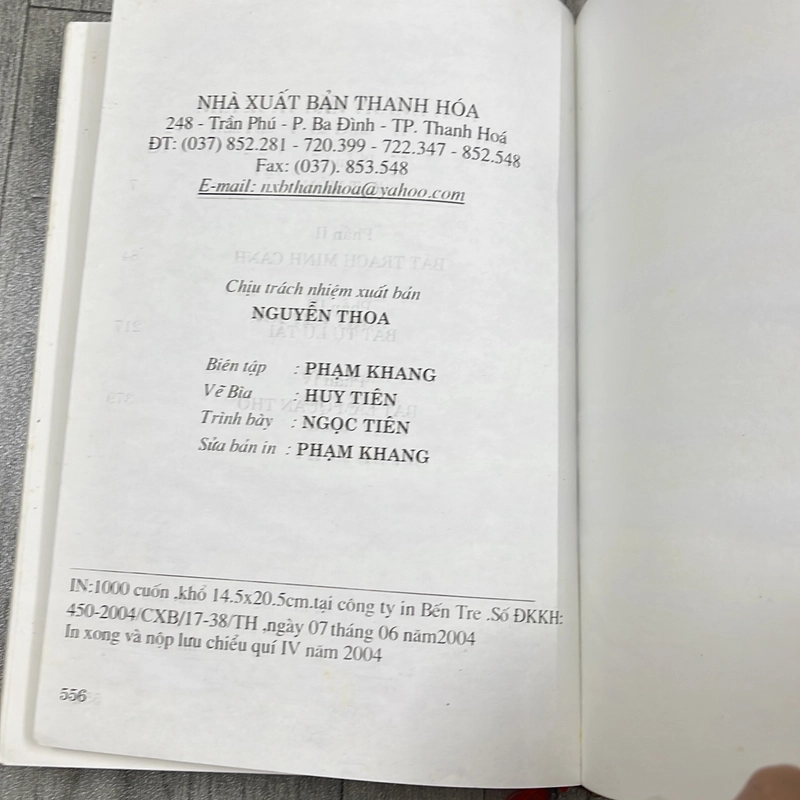 NHÀ XUẤT BẢN THANH HÓA
248 - Trần Phú - P. Ba Đình - TP. Thanh Hoá
ĐT: (037) 852.281 - 720.399 - 722.347 - 852.548
Fax: (037). 853.548
E-mail: nxbthanhhoa@yahoo.com
Chịu trách nhiệm xuất bản
NGUYỄN THOA
Biên tập : PHẠM KHANG
Vẽ Bìa : HUY TIÊN
Trình bày : NGỌC TIÊN
Sửa bản in : PHẠM KHANG
IN:1000 cuốn .khổ 14.5x20.5cm.tại công ty in Bến Tre .Số ĐKKH:
450-2004/CXB/17-38/TH ,ngày 07 tháng 06 năm2004
In xong và nộp lưu chiểu quí IV năm 2004
556